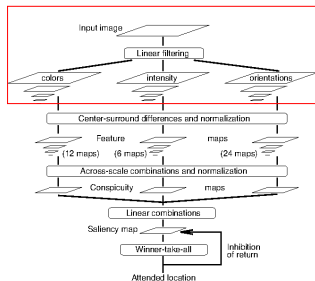 Input image
Linear filtering
colors intensity orientations
Center-surround differences and normalization
Feature maps
(12 maps) (6 maps) (24 maps)
Across-scale combinations and normalization
Conspicuity maps
Linear combinations
Saliency map
Winner-take-all
Inhibition
of return
Attended location